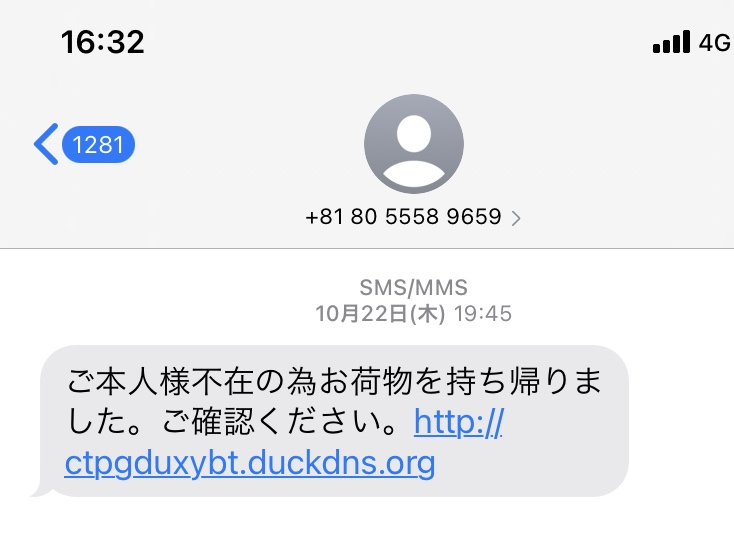 16:32
4G
1281
+81 80 5558 9659
SMS/MMS
10月22日(木) 19:45
ご本人様不在の為お荷物を持ち帰りま
した。ご確認ください。http://
ctpgduxybt.duckdns.org